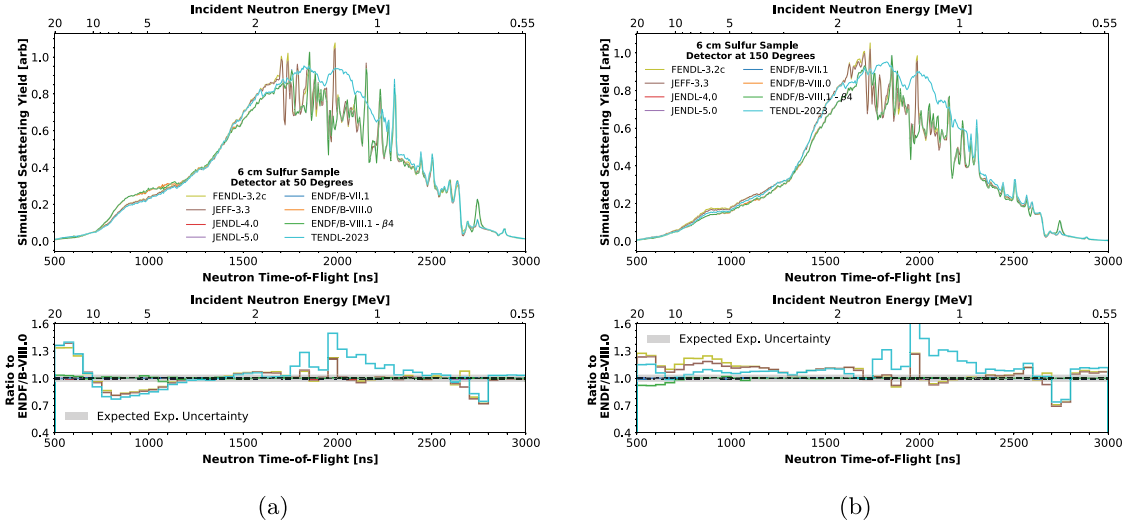 Incident Neutron Energy [MeV]
20 10 5 2 1 0.55
Simulated Scattering Yield [arb]
1.0
0.8
0.6
0.4
0.2
0.0
6 cm Sulfur Sample
Detector at 50 Degrees
FENDL-3.2c ENDF/B-VII.1
JEFF-3.3 ENDF/B-VIII.0
JENDL-4.0 ENDF/B-VIII.1 - β4
JENDL-5.0 TENDL-2023
500 1000 1500 2000 2500 3000
Neutron Time-of-Flight [ns]
Incident Neutron Energy [MeV]
20 10 5 2 1 0.55
Ratio to
ENDF/B-VIII.0
1.6
1.3
1.0
0.7
0.4
Expected Exp. Uncertainty
500 1000 1500 2000 2500 3000
Neutron Time-of-Flight [ns]
(a)
Incident Neutron Energy [MeV]
20 10 5 2 1 0.55
Simulated Scattering Yield [arb]
1.0
0.8
0.6
0.4
0.2
0.0
6 cm Sulfur Sample
Detector at 150 Degrees
FENDL-3.2c ENDF/B-VII.1
JEFF-3.3 ENDF/B-VIII.0
JENDL-4.0 ENDF/B-VIII.1 - β4
JENDL-5.0 TENDL-2023
500 1000 1500 2000 2500 3000
Neutron Time-of-Flight [ns]
Incident Neutron Energy [MeV]
20 10 5 2 1 0.55
Ratio to
ENDF/B-VIII.0
1.6
1.3
1.0
0.7
0.4
Expected Exp. Uncertainty
500 1000 1500 2000 2500 3000
Neutron Time-of-Flight [ns]
(b)